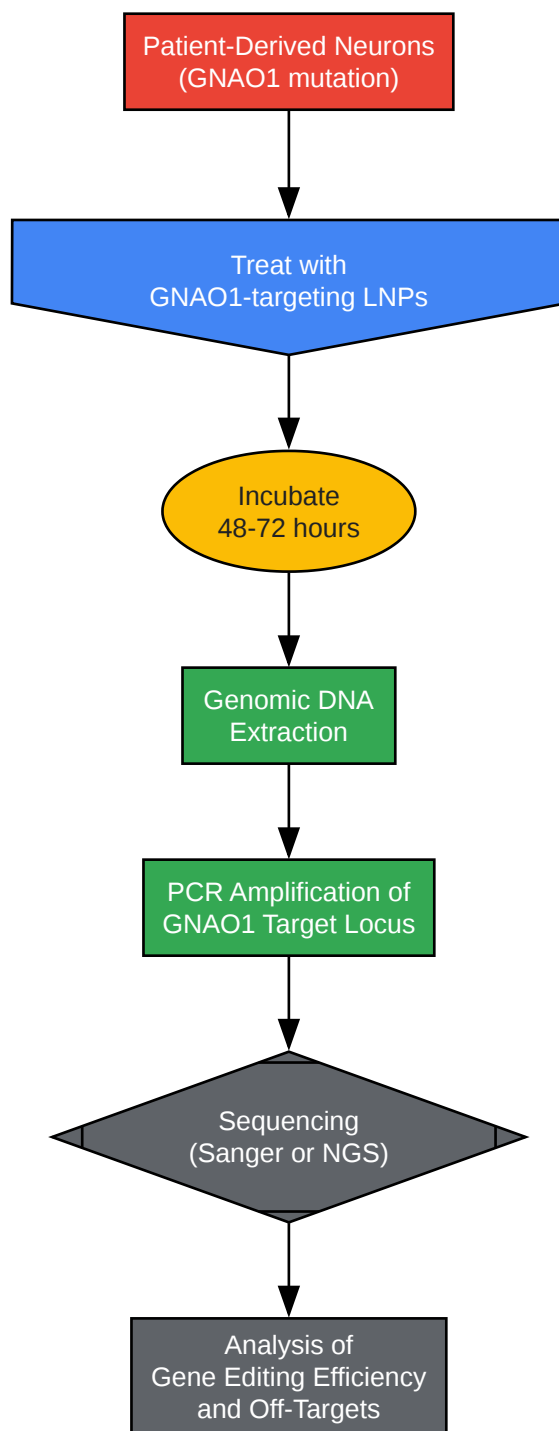 Patient-Derived Neurons
(GNAO1 mutation)
Treat with
GNAO1-targeting LNPs
Incubate
48-72 hours
Genomic DNA
Extraction
PCR Amplification of
GNAO1 Target Locus
Sequencing
(Sanger or NGS)
Analysis of
Gene Editing Efficiency
and Off-Targets